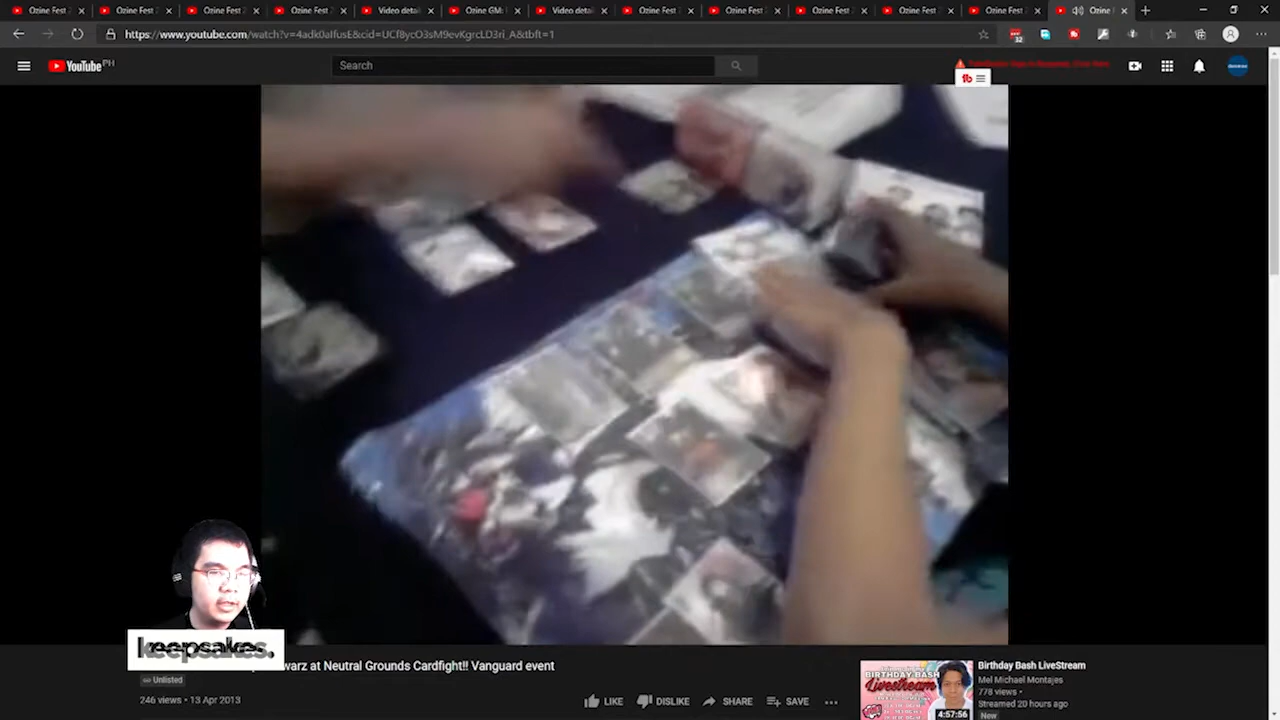 Ozine Fest
Ozine Fest
Ozine Fest
Ozine Fest
Video detai
Ozine GM:
Video detai
Ozine Fest
Ozine Fest
Ozine Fest
Ozine Fest
Ozine Fest
Ozine
https://www.youtube.com/watch?v=4adk0aIfusE&cid=UCfBycO3sM9evKgrcLD3ri_A&tbft=1
YouTube PH
Search
keepsakes.
warz at Neutral Grounds Cardfight!! Vanguard event
Unlisted
246 views • 13 Apr 2013
LIKE
DISLIKE
SHARE
SAVE
BIRTHDAY BASH
Livestream
4:57:56
Birthday Bash LiveStream
Mel Michael Montajes
778 views •
Streamed 20 hours ago
New